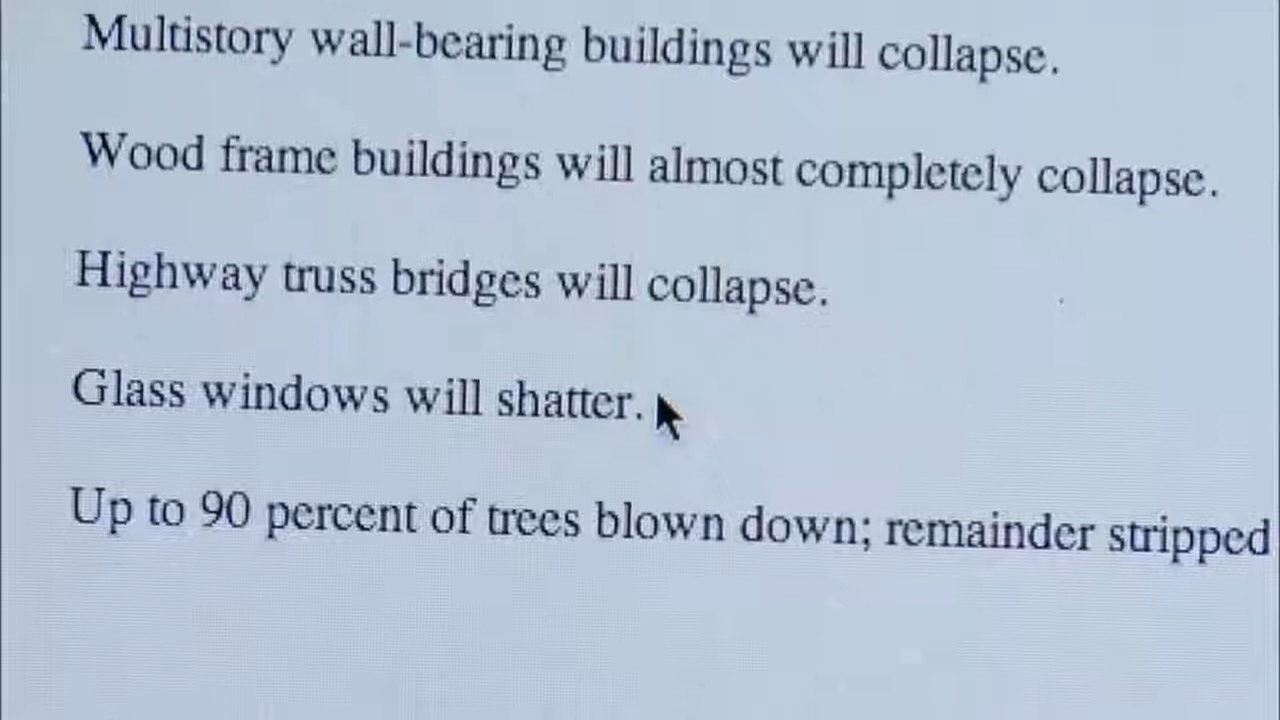 Multistory wall-bearing buildings will collapse.
Wood frame buildings will almost completely collapse.
Highway truss bridges will collapse.
Glass windows will shatter.
Up to 90 percent of trees blown down; remainder stripped